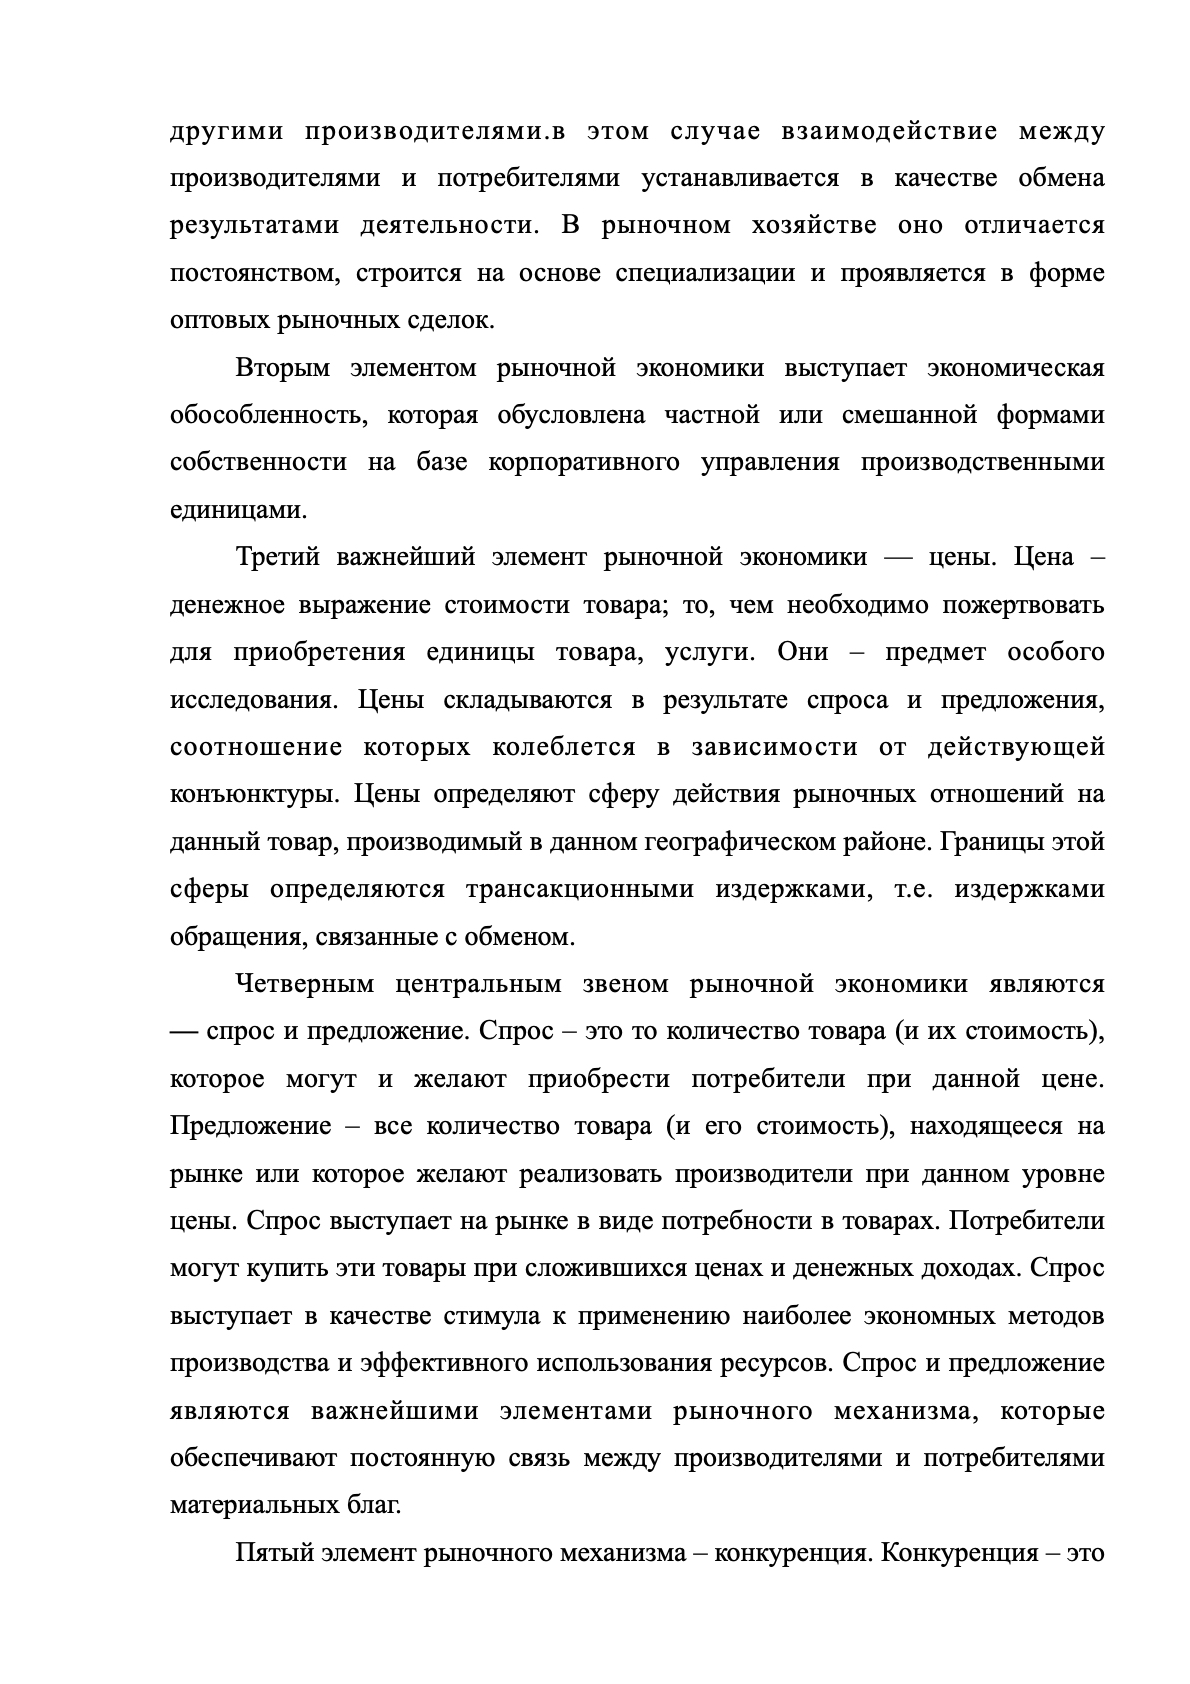 другими производителями.в этом случае взаимодействие между
производителями и потребителями устанавливается в качестве обмена
результатами деятельности. В рыночном хозяйстве оно отличается
постоянством, строится на основе специализации и проявляется в форме
оптовых рыночных сделок.
Вторым элементом рыночной экономики выступает экономическая
обособленность, которая обусловлена частной или смешанной формами
собственности на базе корпоративного управления производственными
единицами.
Третий важнейший элемент рыночной экономики — цены. Цена –
денежное выражение стоимости товара; то, чем необходимо пожертвовать
для приобретения единицы товара, услуги. Они – предмет особого
исследования. Цены складываются в результате спроса и предложения,
соотношение которых колеблется в зависимости от действующей
конъюнктуры. Цены определяют сферу действия рыночных отношений на
данный товар, производимый в данном географическом районе. Границы этой
сферы определяются трансакционными издержками, т.е. издержками
обращения, связанные с обменом.
Четверным центральным звеном рыночной экономики являются
— спрос и предложение. Спрос – это то количество товара (и их стоимость),
которое могут и желают приобрести потребители при данной цене.
Предложение – все количество товара (и его стоимость), находящееся на
рынке или которое желают реализовать производители при данном уровне
цены. Спрос выступает на рынке в виде потребности в товарах. Потребители
могут купить эти товары при сложившихся ценах и денежных доходах. Спрос
выступает в качестве стимула к применению наиболее экономных методов
производства и эффективного использования ресурсов. Спрос и предложение
являются важнейшими элементами рыночного механизма, которые
обеспечивают постоянную связь между производителями и потребителями
материальных благ.
Пятый элемент рыночного механизма – конкуренция. Конкуренция – это